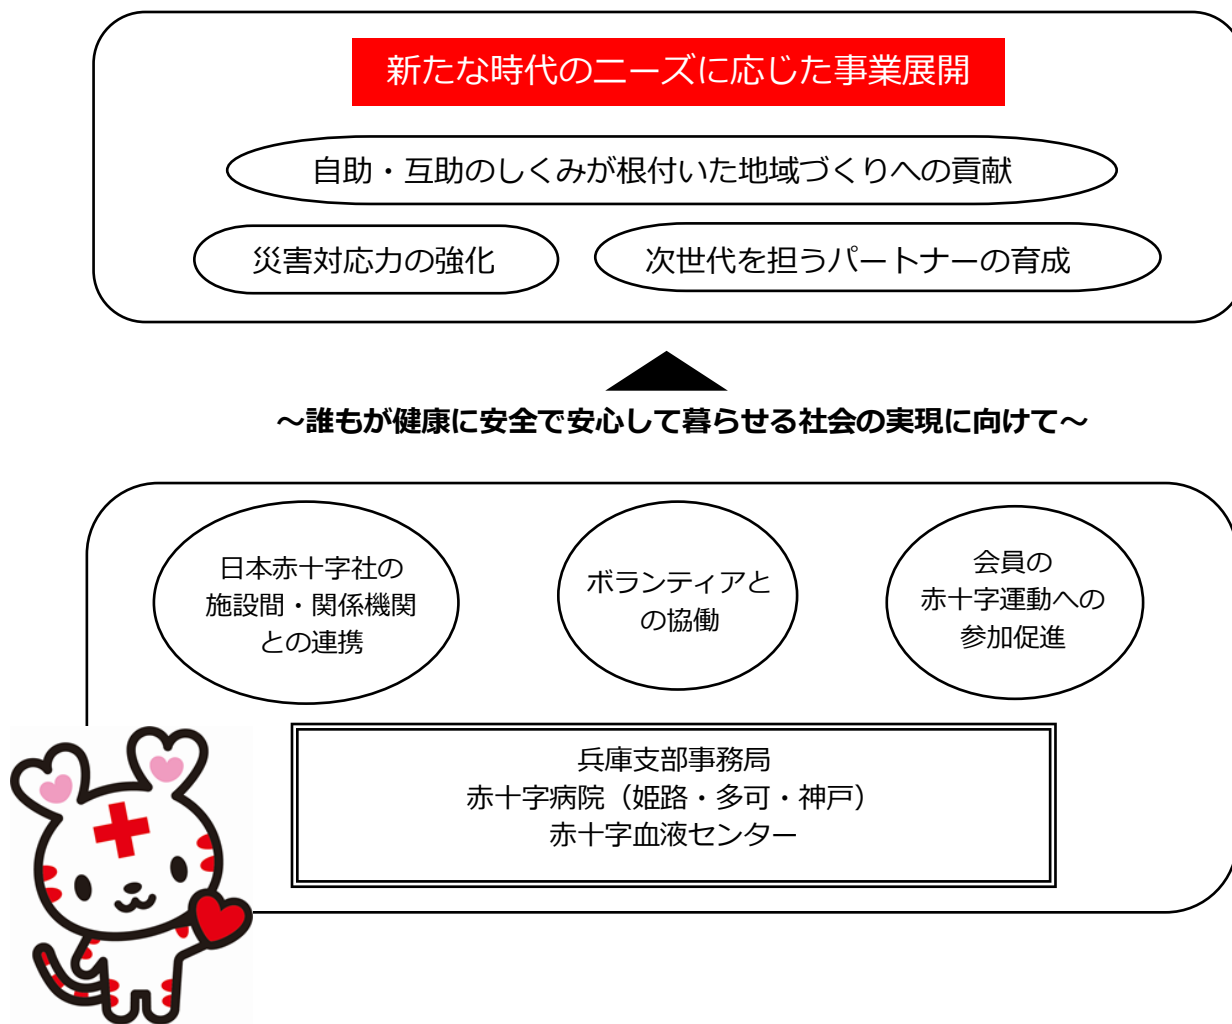 新たな時代のニーズに応じた事業展開
自助・互助のしくみが根付いた地域づくりへの貢献
災害対応力の強化
次世代を担うパートナーの育成
～誰もが健康に安全で安心して暮らせる社会の実現に向けて～
日本赤十字社の
施設間・関係機関
との連携
ボランティアと
の協働
会員の
赤十字運動への
参加促進
兵庫支部事務局
赤十字病院（姫路・多可・神戸）
赤十字血液センター